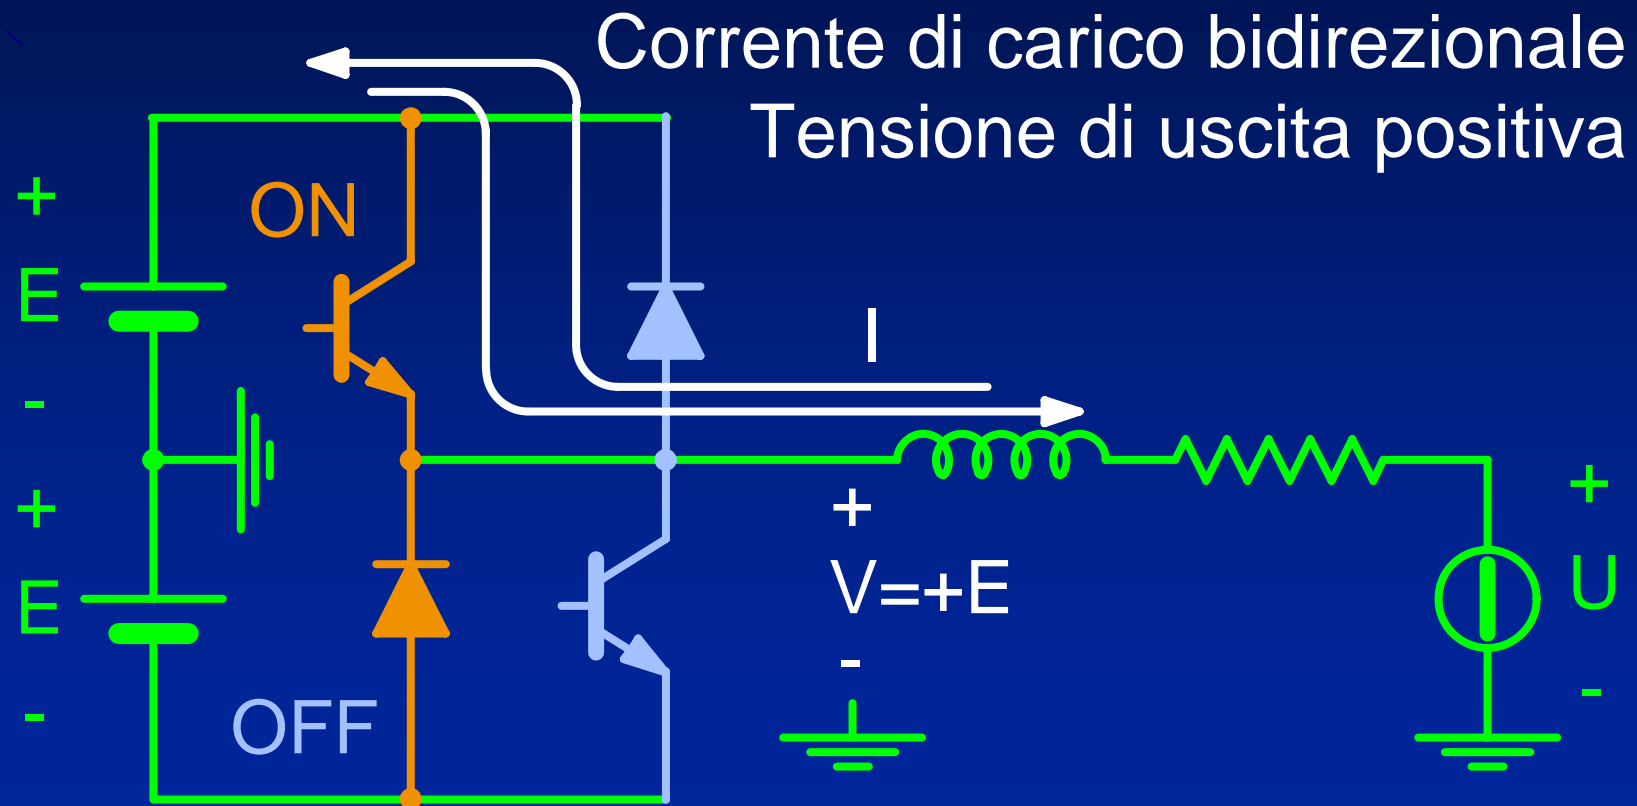 Corrente di carico bidirezionale
Tensione di uscita positiva
+
E
-
ON
I
+
E
-
OFF
+
V=+E
-
+
U
-